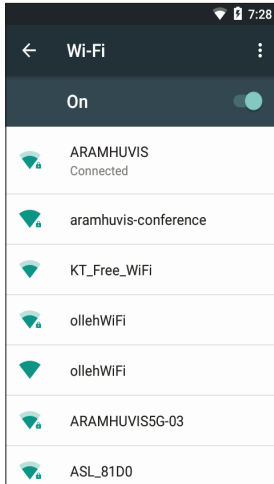 7:28
Wi-Fi
On
ARAMHUVIS
Connected
aramhuvis-conference
KT_Free_WiFi
ollehWiFi
ollehWiFi
ARAMHUVIS5G-03
ASL_81D0